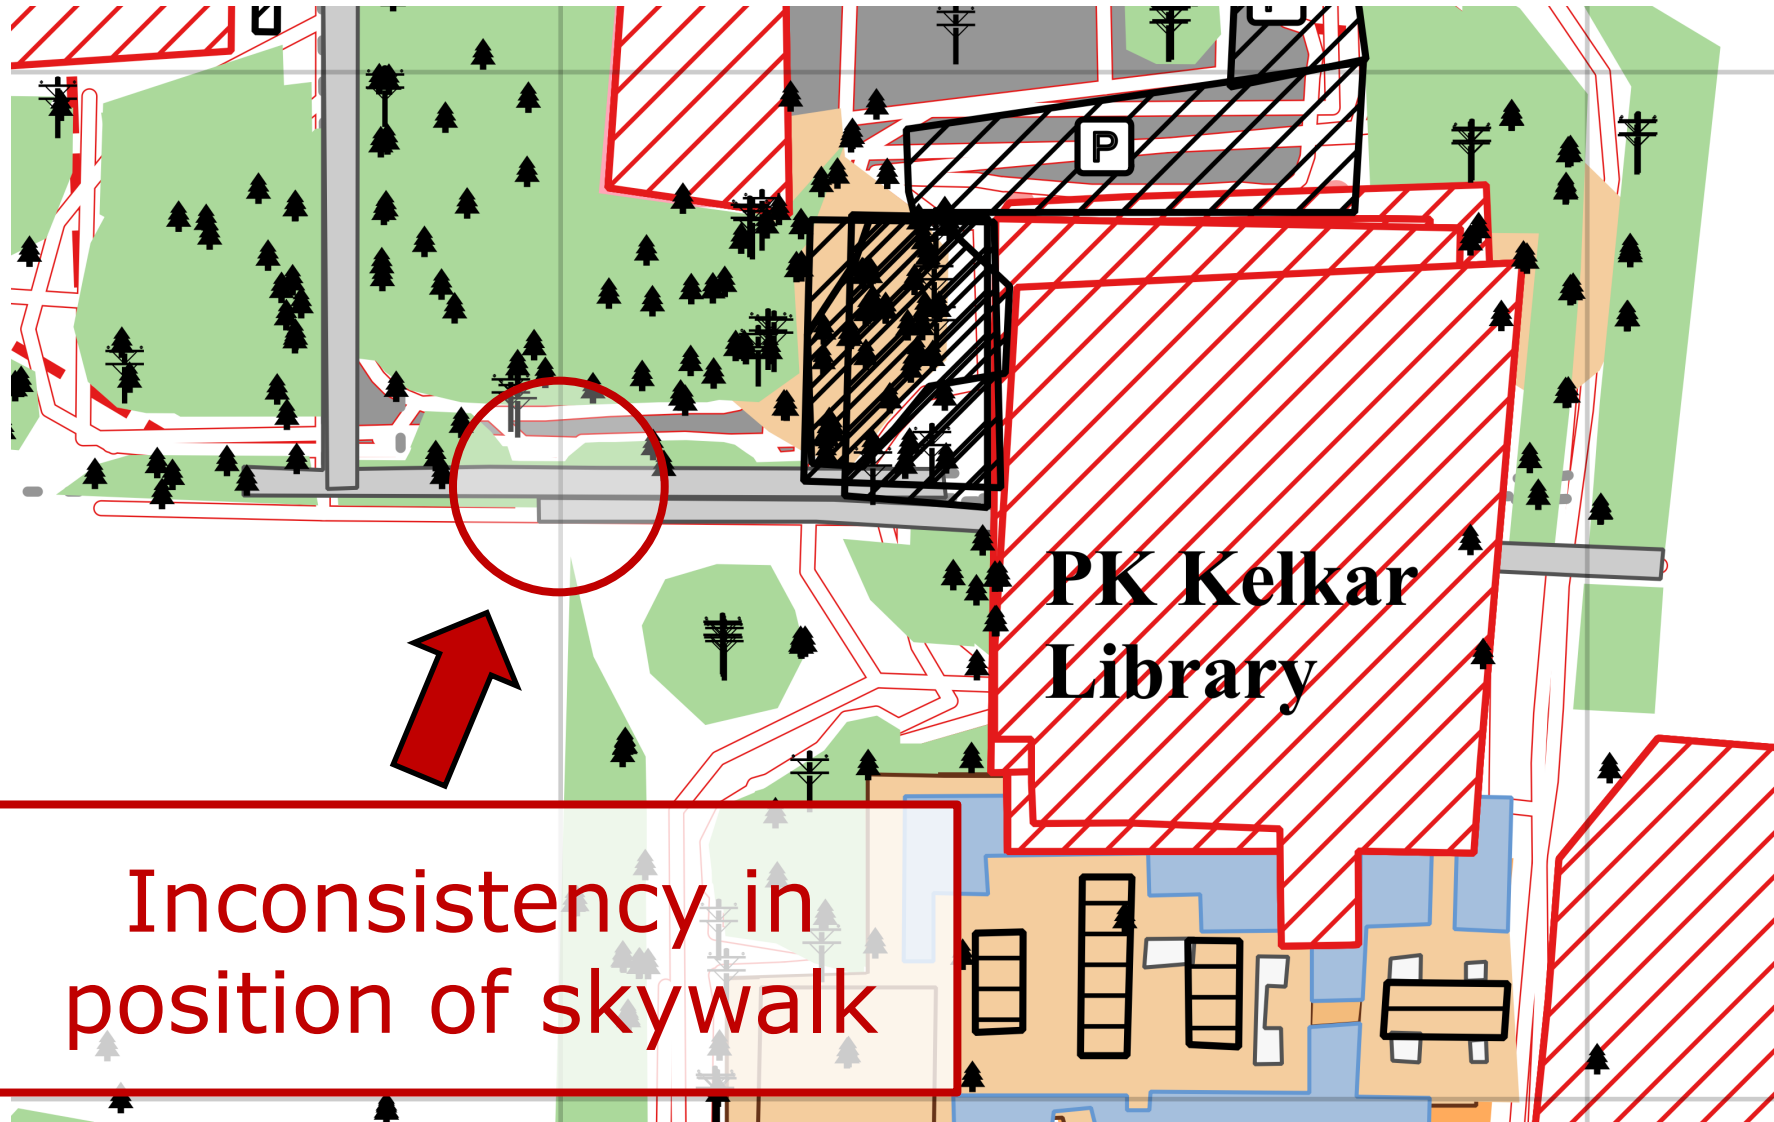 P
PK Kelkar
Library
Inconsistency in
position of skywalk